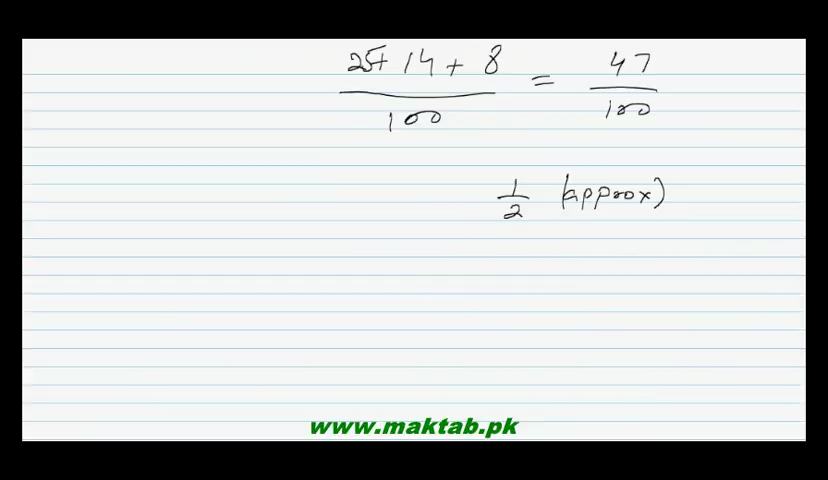 25+ 14 + 8 = 47
100 100
1
2 (approx)
www.maktab.pk